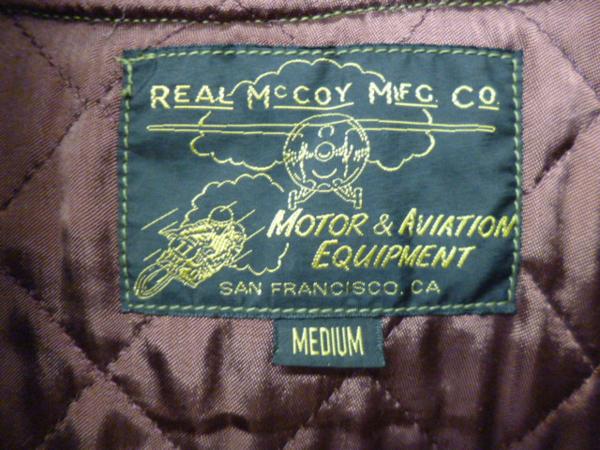 REAL McCOY MFG. CO.
MOTOR & AVIATION
EQUIPMENT
SAN FRANCISCO, CA
MEDIUM